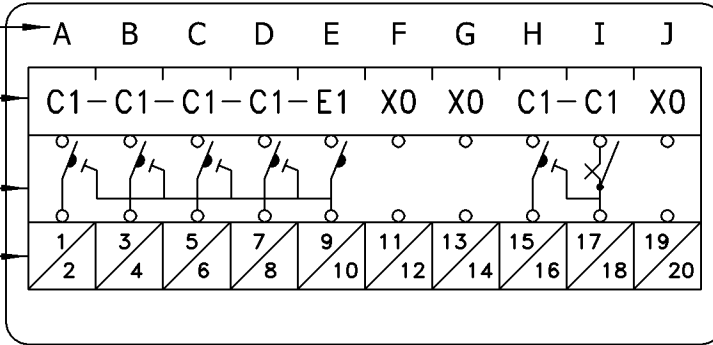 A B C D E F G H I J
C1-C1-C1-C1-E1 X0 X0 C1-C1 X0
1/2 3/4 5/6 7/8 9/10 11/12 13/14 15/16 17/18 19/20